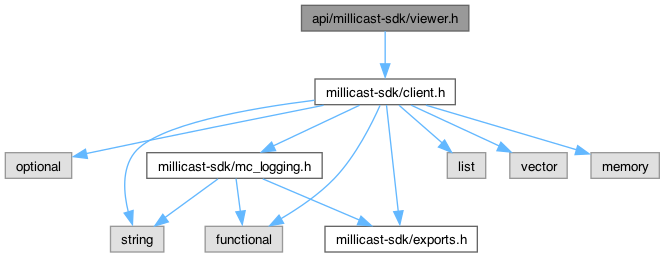 api/millicast-sdk/viewer.h
millicast-sdk/client.h
optional
millicast-sdk/mc_logging.h
list
vector
memory
string
functional
millicast-sdk/exports.h